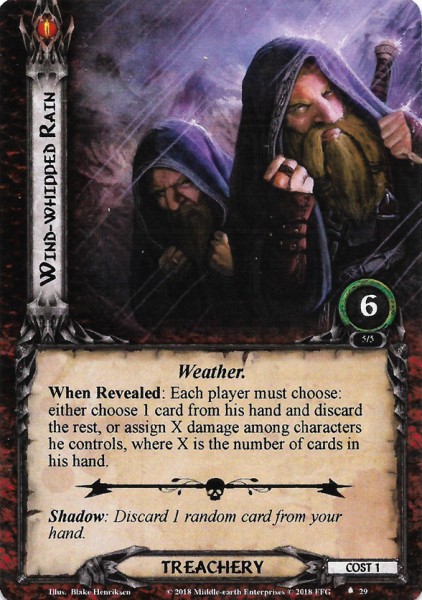 WIND-WHIPPED RAIN
6
5/5
Weather.
When Revealed: Each player must choose:
either choose 1 card from his hand and discard
the rest, or assign X damage among characters
he controls, where X is the number of cards in
his hand.
Shadow: Discard 1 random card from your
hand.
TREACHERY
COST 1
Illus. Blake Henriksen
© 2018 Middle-earth Enterprises © 2018 FFG
29